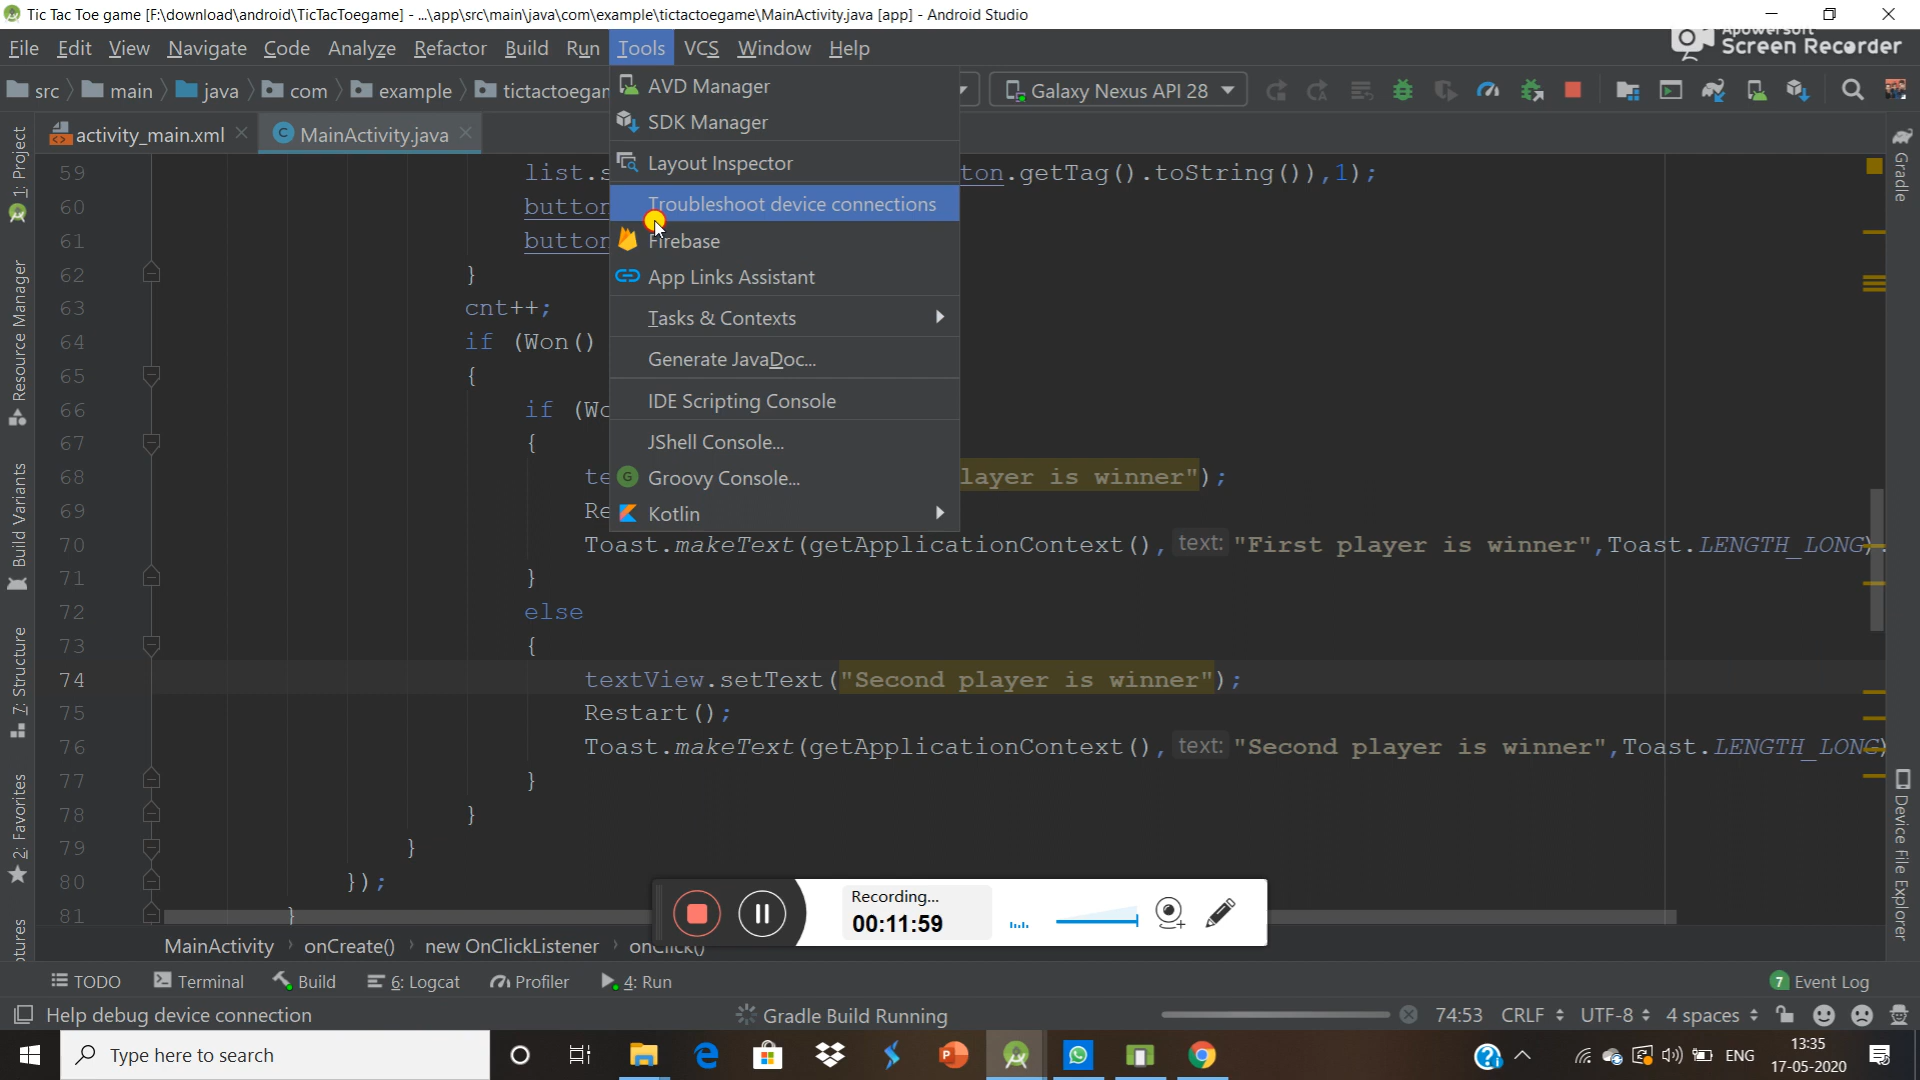 Tic Tac Toe game [F:\download\android\TicTacToegame] - ...\app\src\main\java\com\example\tictactoegame\MainActivity.java [app] - Android Studio
File Edit View Navigate Code Analyze Refactor Build Run Tools VCS Window Help
Apowersoft
Screen Recorder
src main java com example tictactoegam
Galaxy Nexus API 28
activity_main.xml MainActivity.java
AVD Manager
SDK Manager
Layout Inspector
Troubleshoot device connections
Firebase
App Links Assistant
Tasks & Contexts
Generate JavaDoc...
IDE Scripting Console
JShell Console...
Groovy Console...
Kotlin
1: Project
Resource Manager
Build Variants
7: Structure
2: Favorites
tures
Gradle
Device File Explorer
59 list.s ton.getTag().toString()),1);
60 button
61 button
62 }
63 cnt++;
64 if (Won()
65 {
66 if (Wo
67 {
68 te layer is winner");
69 Re
70 Toast.makeText(getApplicationContext(), text: "First player is winner",Toast.LENGTH_LONG).
71 }
72 else
73 {
74 textView.setText("Second player is winner");
75 Restart();
76 Toast.makeText(getApplicationContext(), text: "Second player is winner",Toast.LENGTH_LONG)
77 }
78 }
79 }
80 });
81 }
Recording...
00:11:59
MainActivity onCreate() new OnClickListener onClick()
TODO Terminal Build 6: Logcat Profiler 4: Run 7 Event Log
Help debug device connection Gradle Build Running 74:53 CRLF UTF-8 4 spaces
Type here to search
ENG
13:35
17-05-2020